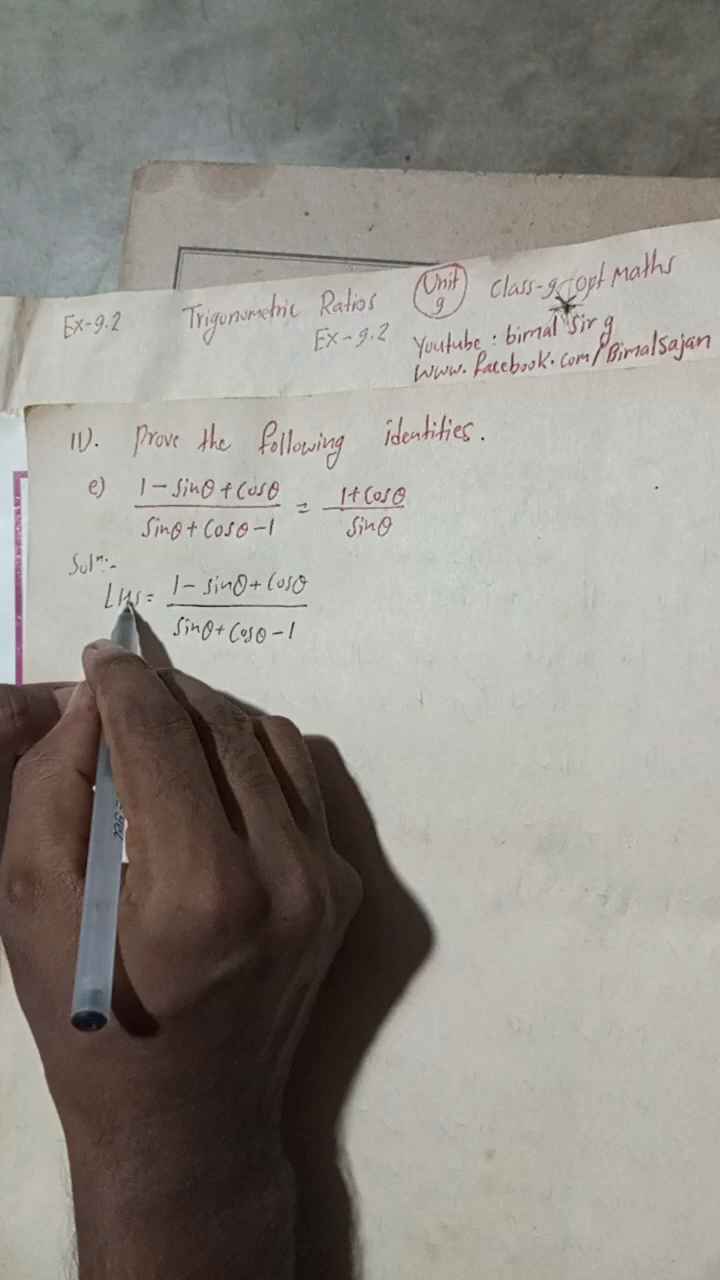 Ex-9.2 Trigonometric Ratios Unit 9 Class-9 Opt Maths
Ex-9.2 Youtube: bimal Sir g
www.facebook.com/Bimalsajan
11). Prove the following identities.
e) (1 - Sinθ + Cosθ)/(Sinθ + Cosθ - 1) = (1 + Cosθ)/Sinθ
Solⁿ:-
LHS = (1 - Sinθ + Cosθ)/(Sinθ + Cosθ - 1)